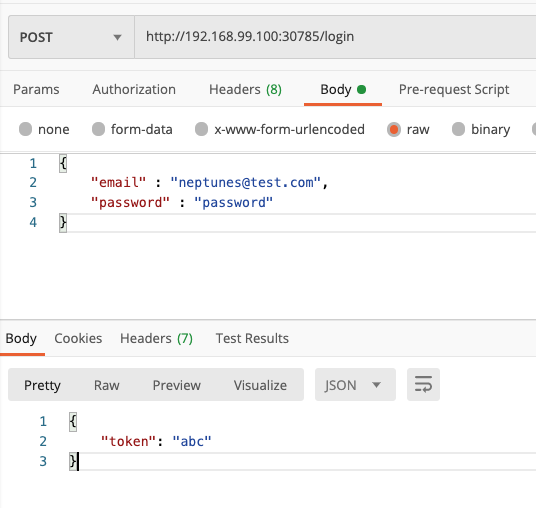 POST http://192.168.99.100:30785/login
Params Authorization Headers (8) Body Pre-request Script
none form-data x-www-form-urlencoded raw binary
1 {
2 "email" : "neptunes@test.com",
3 "password" : "password"
4 }
Body Cookies Headers (7) Test Results
Pretty Raw Preview Visualize JSON
1 {
2 "token": "abc"
3 }